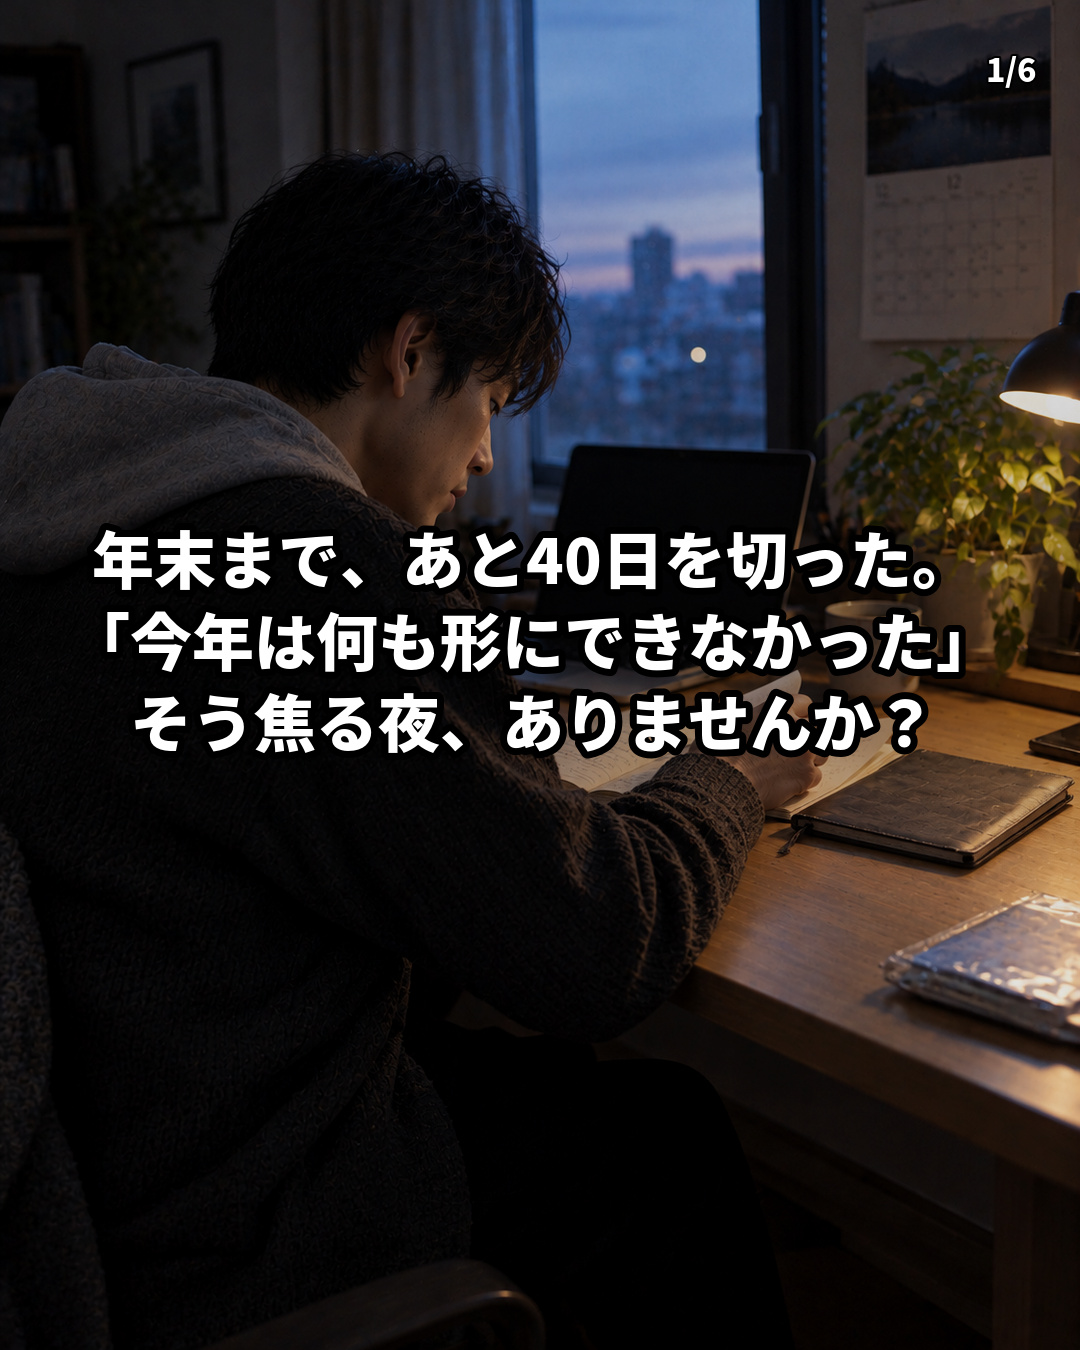 1/6
12
年末まで、あと40日を切った。
「今年は何も形にできなかった」
そう焦る夜、ありませんか？